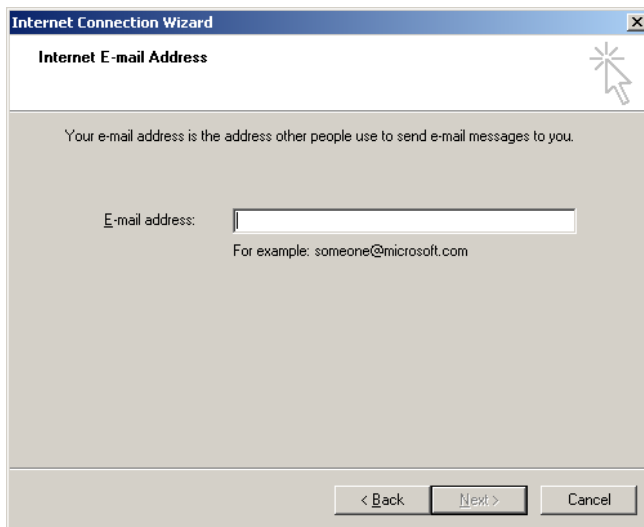 Internet Connection Wizard
Internet E-mail Address
Your e-mail address is the address other people use to send e-mail messages to you.
E-mail address:
For example: someone@microsoft.com
< Back Next > Cancel